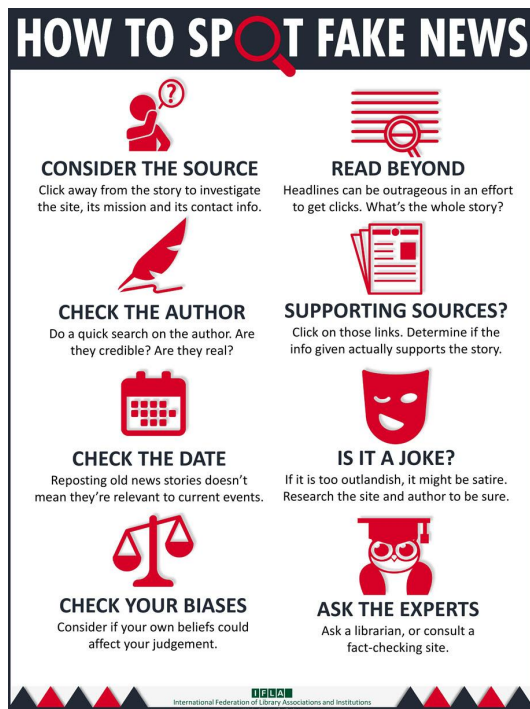 HOW TO SPOT FAKE NEWS
?
CONSIDER THE SOURCE
Click away from the story to investigate
the site, its mission and its contact info.
READ BEYOND
Headlines can be outrageous in an effort
to get clicks. What's the whole story?
CHECK THE AUTHOR
Do a quick search on the author. Are
they credible? Are they real?
SUPPORTING SOURCES?
Click on those links. Determine if the
info given actually supports the story.
CHECK THE DATE
Reposting old news stories doesn't
mean they're relevant to current events.
IS IT A JOKE?
If it is too outlandish, it might be satire.
Research the site and author to be sure.
CHECK YOUR BIASES
Consider if your own beliefs could
affect your judgement.
ASK THE EXPERTS
Ask a librarian, or consult a
fact-checking site.
IFLA
International Federation of Library Associations and Institutions